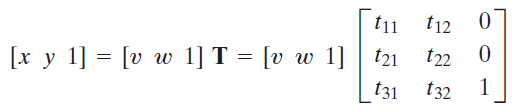 [x y 1] = [v w 1] T = [v w 1] [t11 t12 0
t21 t22 0
t31 t32 1]